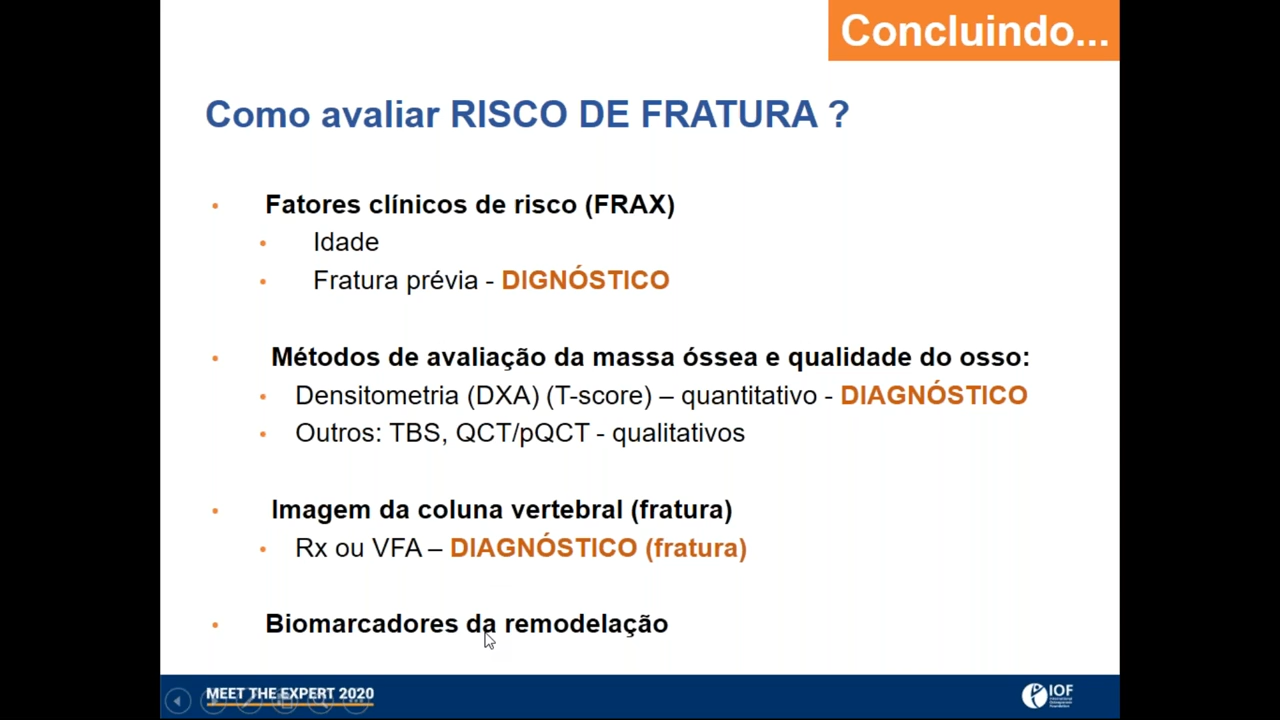 Concluindo...
Como avaliar RISCO DE FRATURA ?
• Fatores clínicos de risco (FRAX)
• Idade
• Fratura prévia - DIGNÓSTICO
• Métodos de avaliação da massa óssea e qualidade do osso:
• Densitometria (DXA) (T-score) – quantitativo - DIAGNÓSTICO
• Outros: TBS, QCT/pQCT - qualitativos
• Imagem da coluna vertebral (fratura)
• Rx ou VFA – DIAGNÓSTICO (fratura)
• Biomarcadores da remodelação
MEET THE EXPERT 2020
IOF